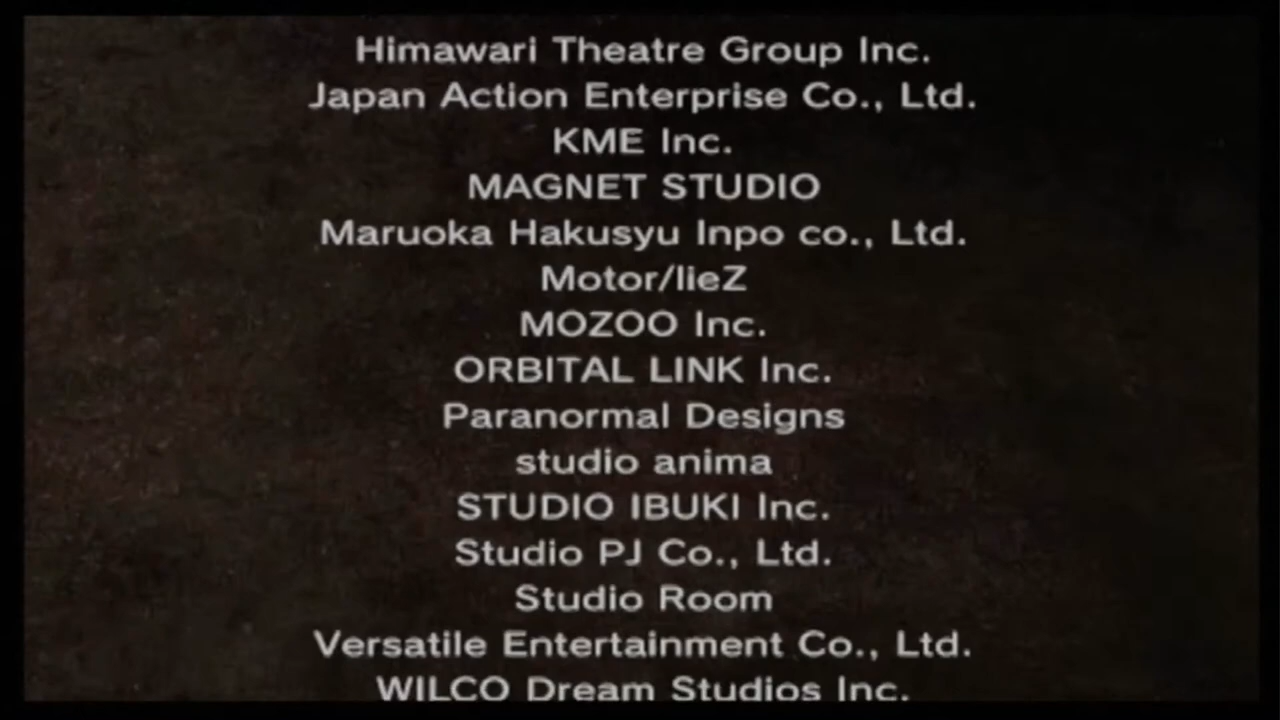 Himawari Theatre Group Inc.
Japan Action Enterprise Co., Ltd.
KME Inc.
MAGNET STUDIO
Maruoka Hakusyu Inpo co., Ltd.
Motor/lieZ
MOZOO Inc.
ORBITAL LINK Inc.
Paranormal Designs
studio anima
STUDIO IBUKI Inc.
Studio PJ Co., Ltd.
Studio Room
Versatile Entertainment Co., Ltd.
WILCO Dream Studios Inc.